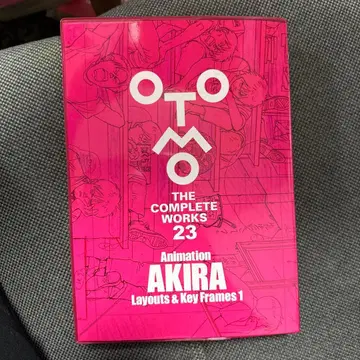 OTOMO
THE
COMPLETE
WORKS
23
Animation
AKIRA
Layouts & Key Frames 1